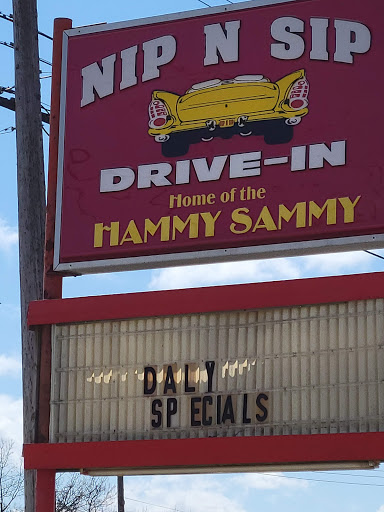 NIP N SIP
DRIVE-IN
Home of the
HAMMY SAMMY
DALY
SPECIALS